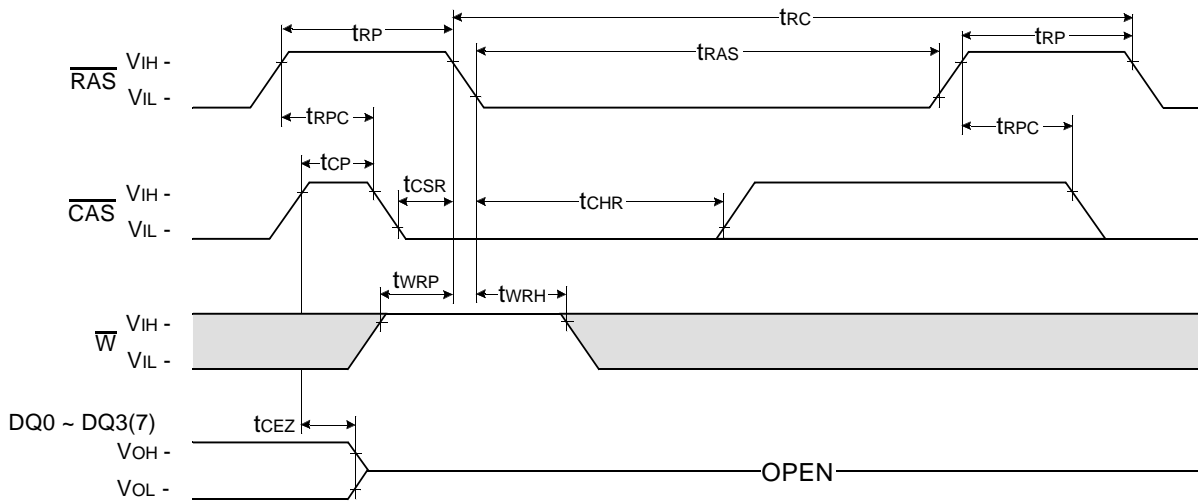 tRC
tRP
tRP
tRAS
RAS
VIH -
VIL -
tRPC
tRPC
tCP
tCSR
tCHR
CAS
VIH -
VIL -
tWRP
tWRH
W
VIH -
VIL -
DQ0 ~ DQ3(7)
tCEZ
VOH -
VOL -
OPEN